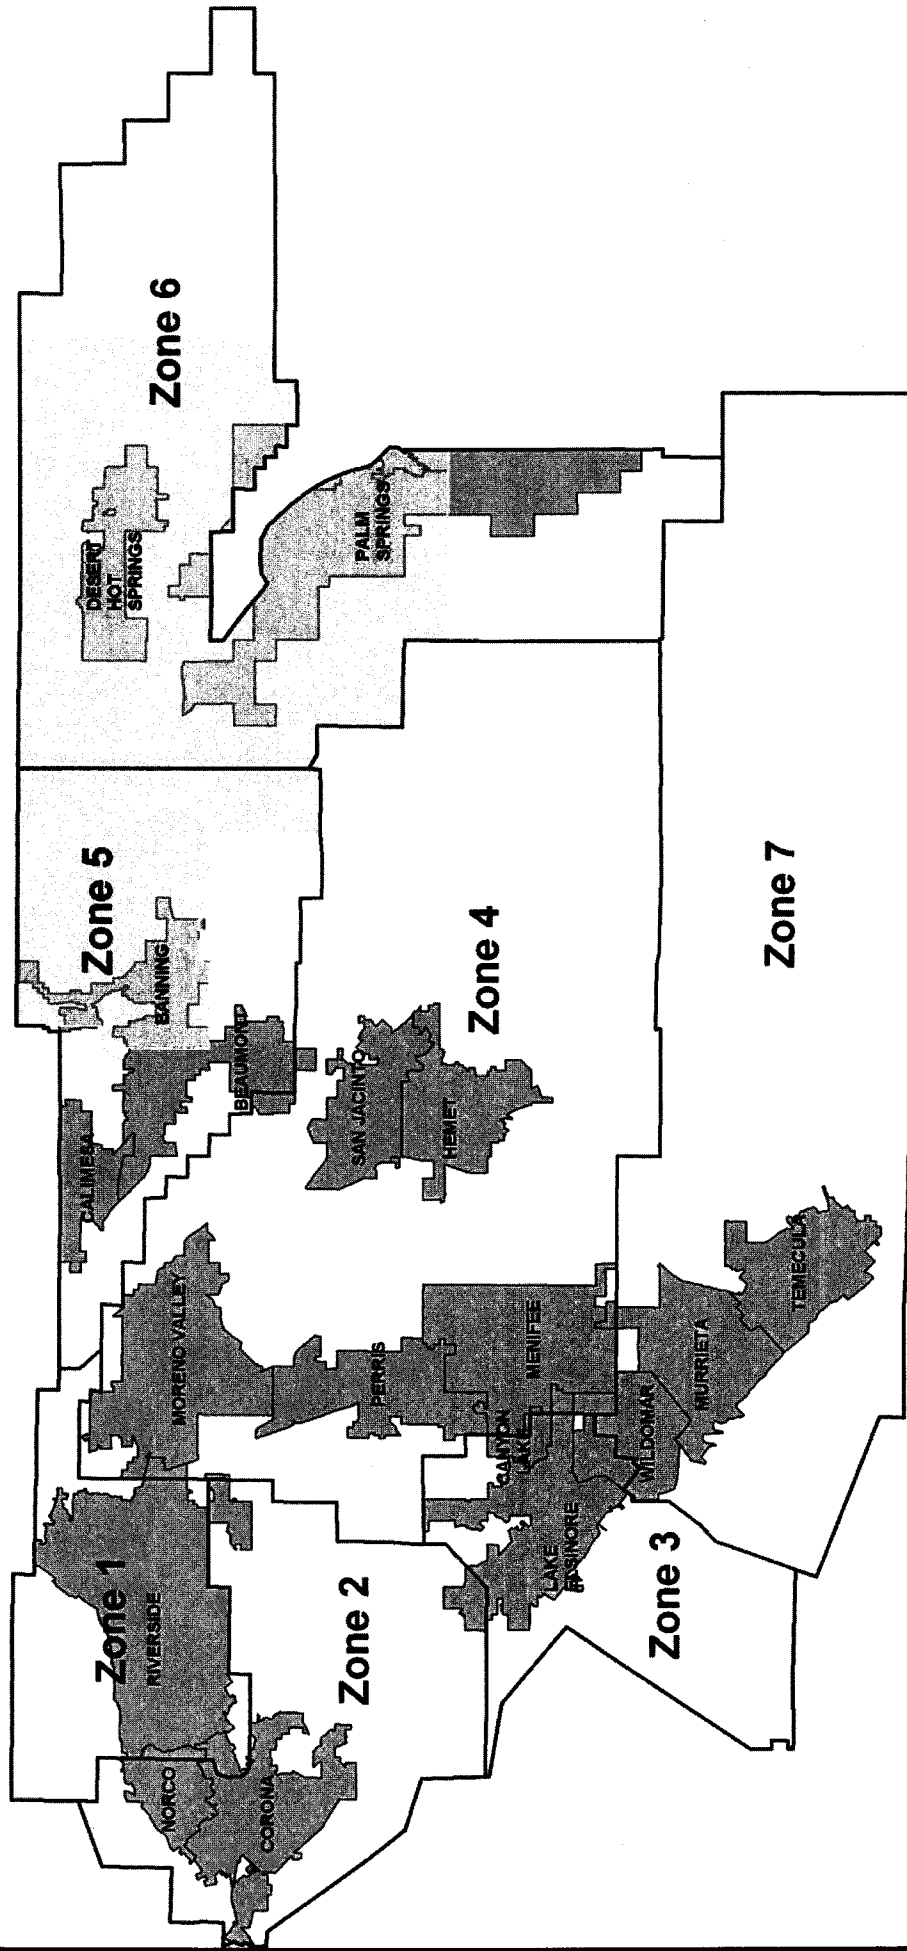 Zone 6
DESERT
HOT
SPRINGS
PALM
SPRINGS
Zone 5
BANNING
BEAUMONT
CALIMESA
Zone 4
SAN JACINTO
HEMET
Zone 7
MORENO VALLEY
PERRIS
MENIFEE
CANYON
LAKE
MURRIETA
TEMECULA
WILDOMAR
LAKE
ELSINORE
Zone 3
Zone 1
RIVERSIDE
Zone 2
NORCO
CORONA